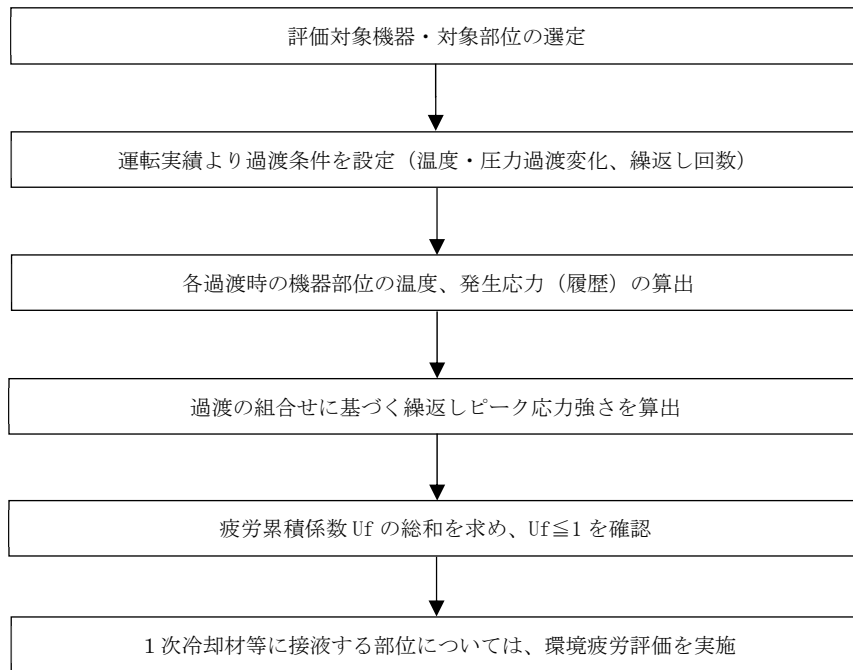 評価対象機器・対象部位の選定
運転実績より過渡条件を設定（温度・圧力過渡変化、繰返し回数）
各過渡時の機器部位の温度、発生応力（履歴）の算出
過渡の組合せに基づく繰返しピーク応力強さを算出
疲労累積係数 Uf の総和を求め、Uf≦1 を確認
１次冷却材等に接液する部位については、環境疲労評価を実施